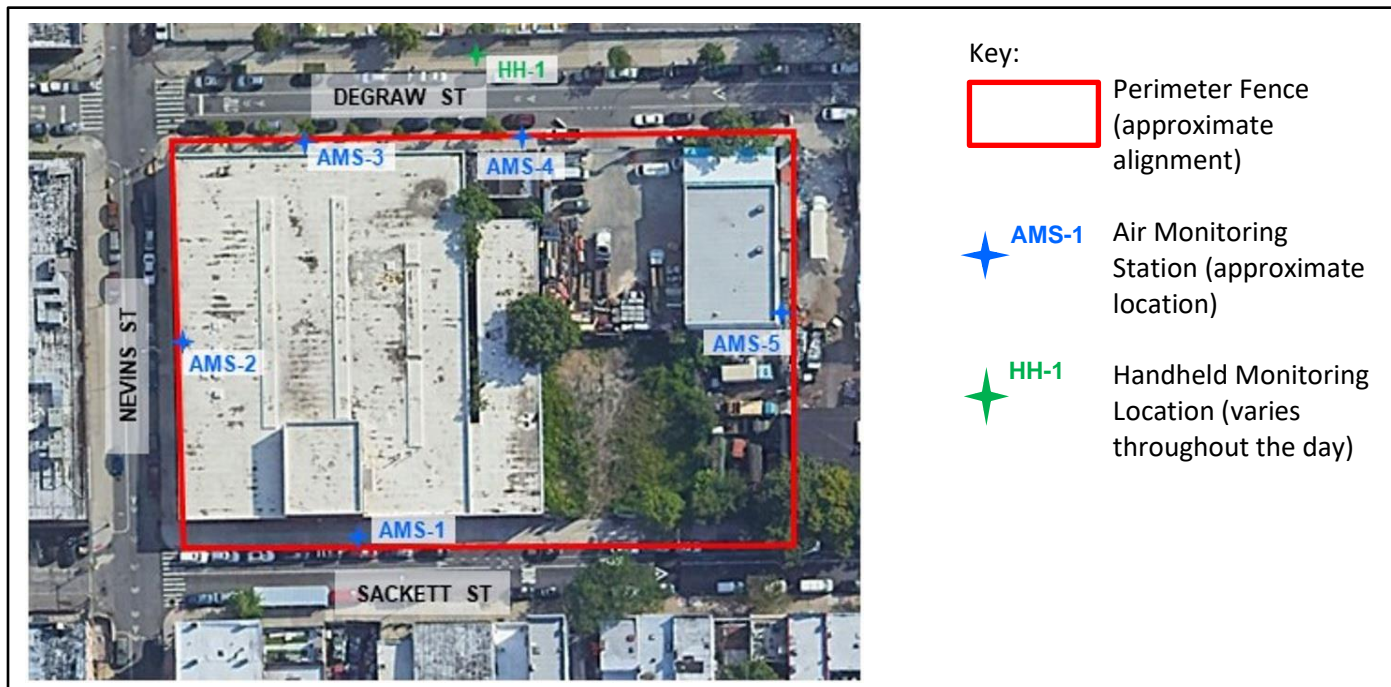 HH-1
DEGRAW ST
AMS-3
AMS-4
AMS-2
AMS-5
NEVINS ST
AMS-1
SACKETT ST
Key:
Perimeter Fence
(approximate
alignment)
AMS-1
Air Monitoring
Station (approximate
location)
HH-1
Handheld Monitoring
Location (varies
throughout the day)